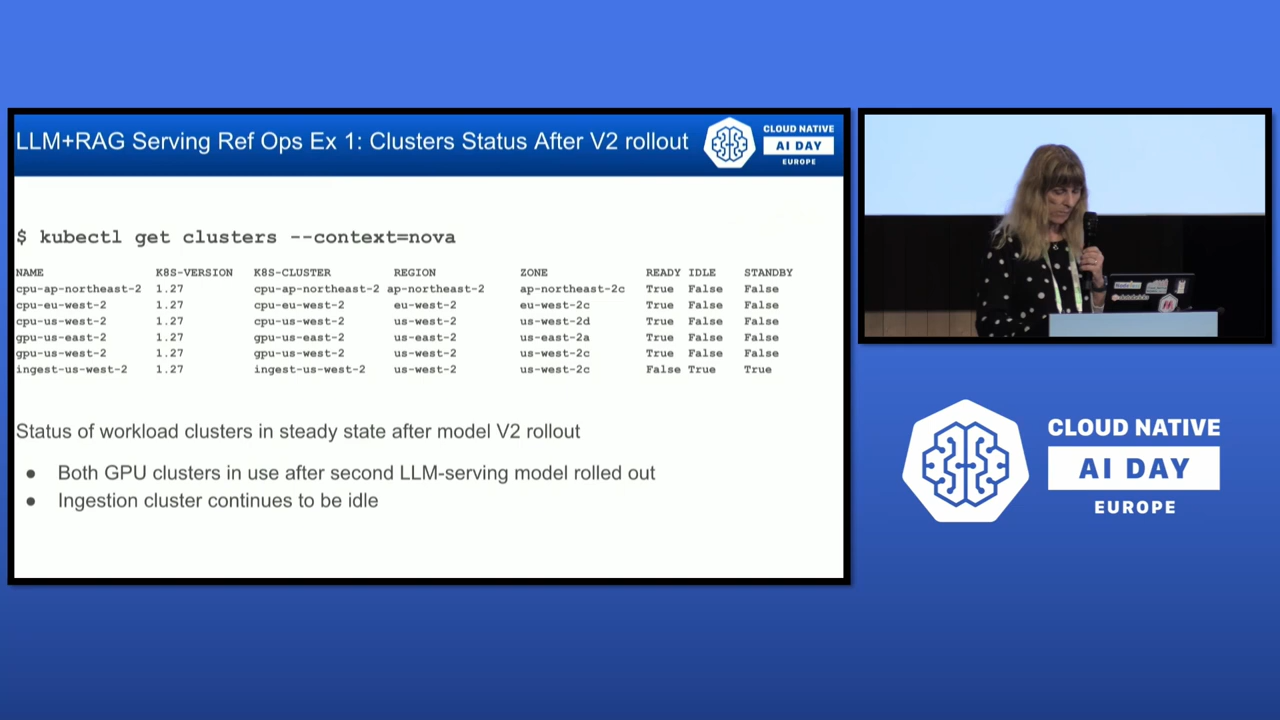 LLM+RAG Serving Ref Ops Ex 1: Clusters Status After V2 rollout
CLOUD NATIVE
AI DAY
EUROPE
$ kubectl get clusters --context=nova
NAME K8S-VERSION K8S-CLUSTER REGION ZONE READY IDLE STANDBY
cpu-ap-northeast-2 1.27 cpu-ap-northeast-2 ap-northeast-2 ap-northeast-2c True False False
cpu-eu-west-2 1.27 cpu-eu-west-2 eu-west-2 eu-west-2c True False False
cpu-us-west-2 1.27 cpu-us-west-2 us-west-2 us-west-2d True False False
gpu-us-east-2 1.27 gpu-us-west-2 us-east-2 us-east-2a True False False
gpu-us-west-2 1.27 gpu-us-west-2 us-west-2 us-west-2c True False False
ingest-us-west-2 1.27 ingest-us-west-2 us-west-2 us-west-2c False True True
Status of workload clusters in steady state after model V2 rollout
● Both GPU clusters in use after second LLM-serving model rolled out
● Ingestion cluster continues to be idle
CLOUD NATIVE
AI DAY
EUROPE